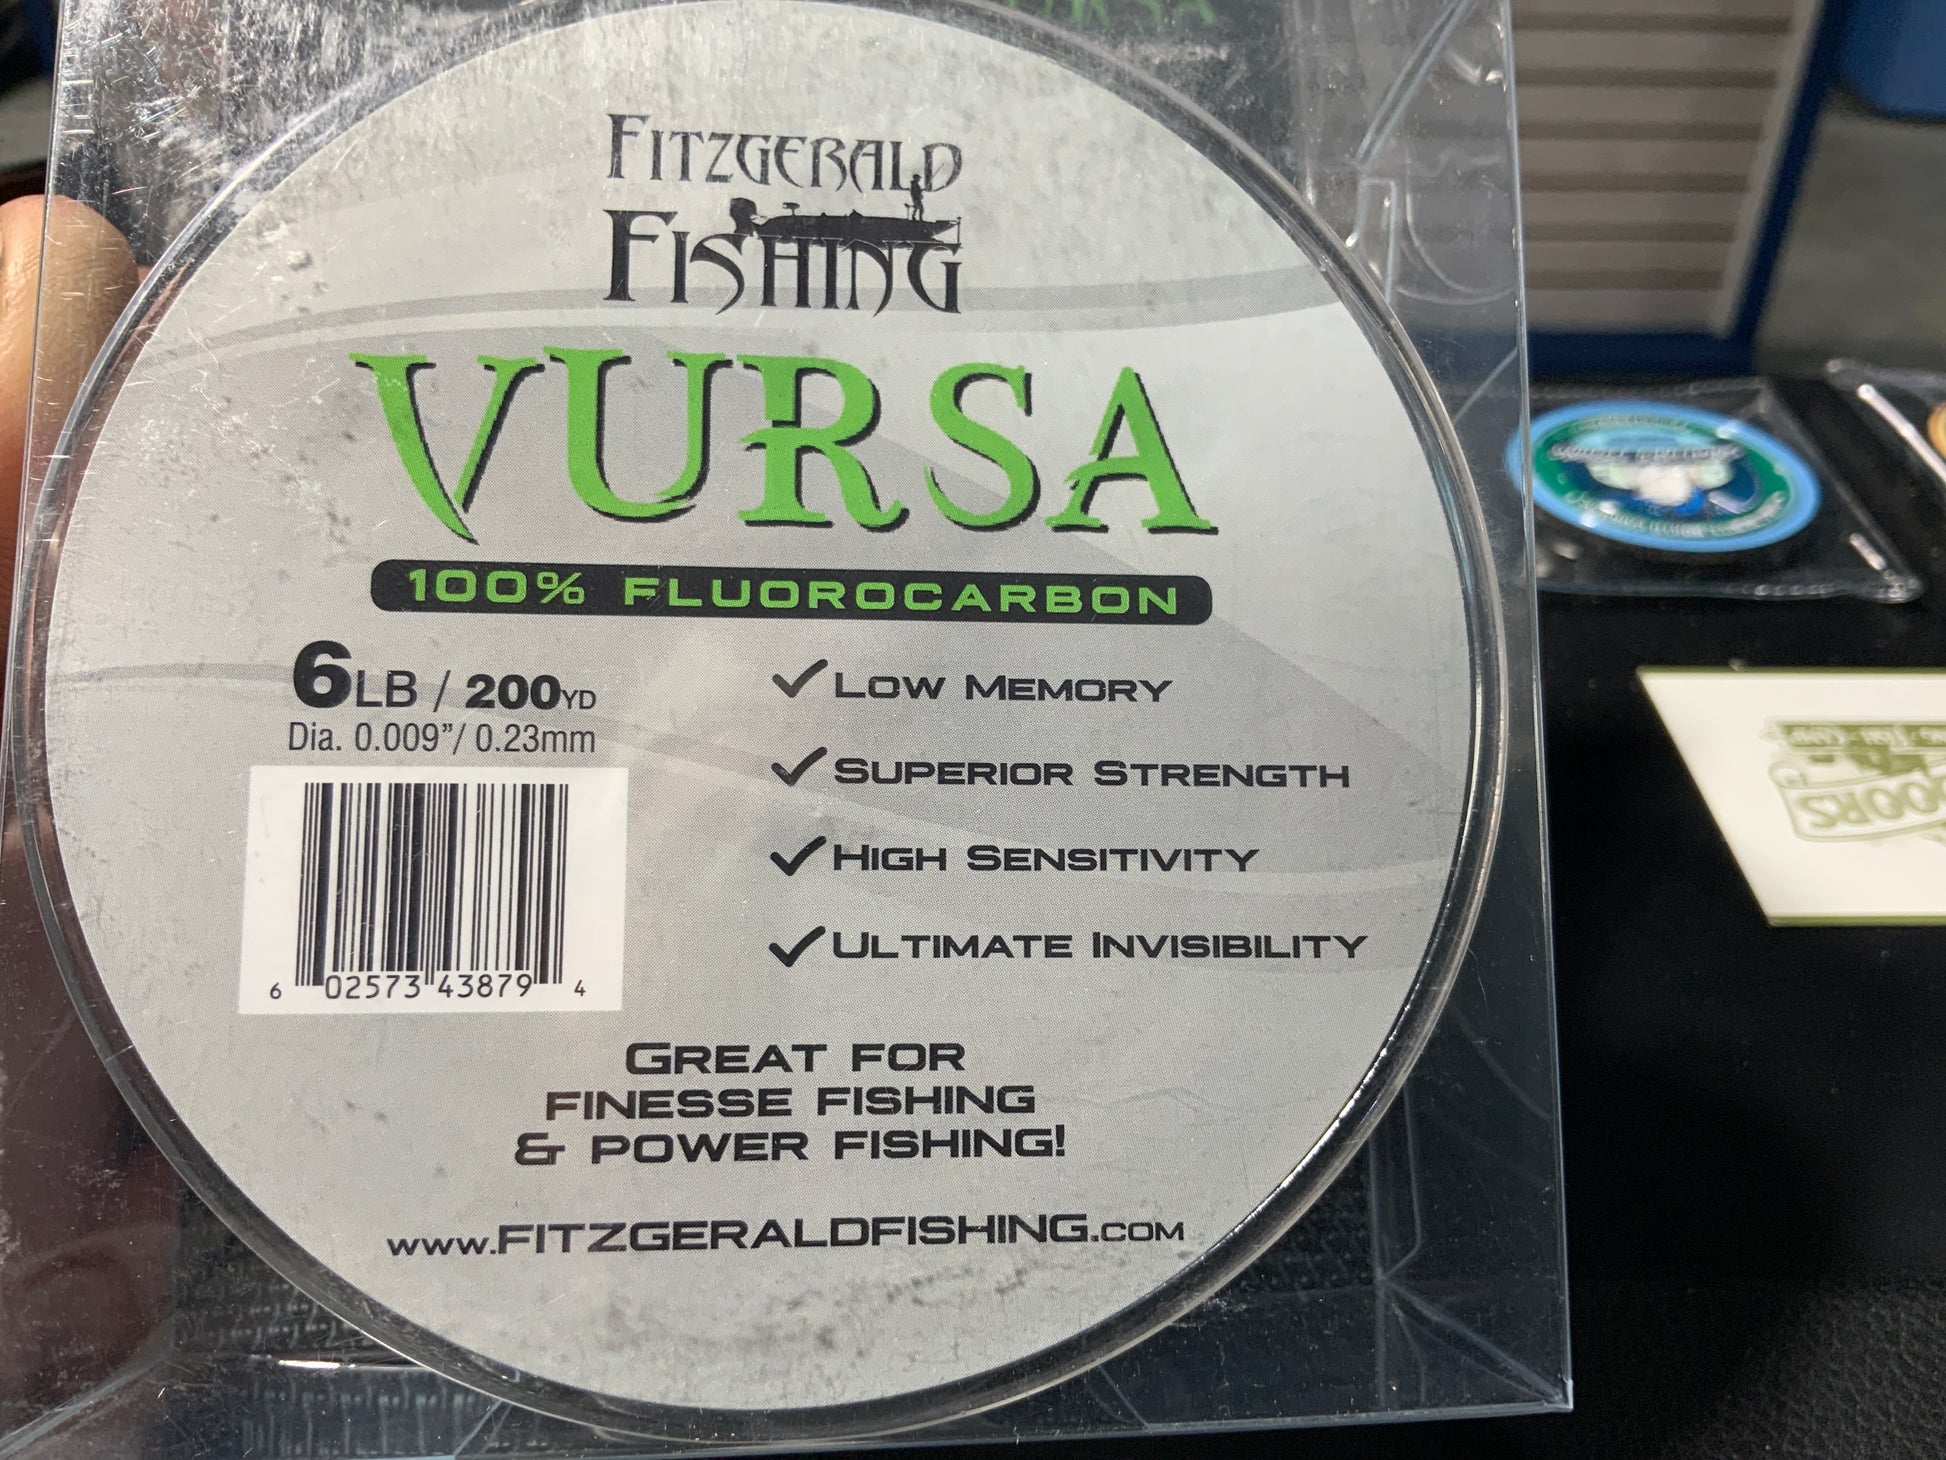 FITZGERALD
FISHING
VURSA
100% FLUOROCARBON
6LB / 200YD
Dia. 0.009"/ 0.23mm
6 02573 43879 4
✓ LOW MEMORY
✓ SUPERIOR STRENGTH
✓ HIGH SENSITIVITY
✓ ULTIMATE INVISIBILITY
GREAT FOR
FINESSE FISHING
& POWER FISHING!
www.FITZGERALDFISHING.COM